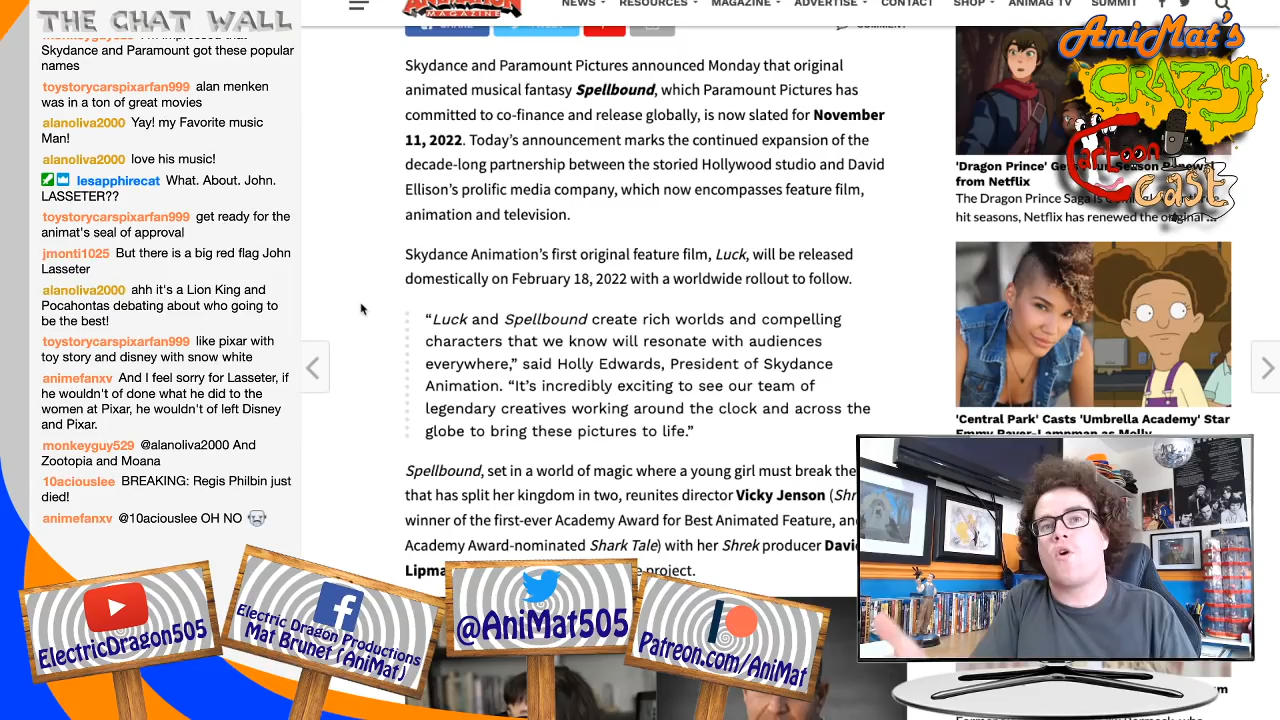 THE CHAT WALL
Skydance and Paramount got these popular
names
toystorycarspixarfan999 alan menken
was in a ton of great movies
alanoliva2000 Yay! my Favorite music
Man!
alanoliva2000 love his music!
lesapphirecat What. About. John.
LASSETER??
toystorycarspixarfan999 get ready for the
animat's seal of approval
jmonti1025 But there is a big red flag John
Lasseter
alanoliva2000 ahh it's a Lion King and
Pocahontas debating about who going to
be the best!
toystorycarspixarfan999 like pixar with
toy story and disney with snow white
animefanxv And I feel sorry for Lasseter, if
he wouldn't of done what he did to the
women at Pixar, he wouldn't of left Disney
and Pixar.
monkeyguy529 @alanoliva2000 And
Zootopia and Moana
10aciouslee BREAKING: Regis Philbin just
died!
animefanxv @10aciouslee OH NO
MAGAZINE
NEWS
RESOURCES
MAGAZINE
ADVERTISE
CONTACT
SHOP
ANIMAG TV
SUMMIT
Skydance and Paramount Pictures announced Monday that original
animated musical fantasy Spellbound, which Paramount Pictures has
committed to co-finance and release globally, is now slated for November
11, 2022. Today's announcement marks the continued expansion of the
decade-long partnership between the storied Hollywood studio and David
Ellison's prolific media company, which now encompasses feature film,
animation and television.
Skydance Animation's first original feature film, Luck, will be released
domestically on February 18, 2022 with a worldwide rollout to follow.
“Luck and Spellbound create rich worlds and compelling
characters that we know will resonate with audiences
everywhere,” said Holly Edwards, President of Skydance
Animation. “It's incredibly exciting to see our team of
legendary creatives working around the clock and across the
globe to bring these pictures to life.”
Spellbound, set in a world of magic where a young girl must break the
that has split her kingdom in two, reunites director Vicky Jenson (Shr
winner of the first-ever Academy Award for Best Animated Feature, an
Academy Award-nominated Shark Tale) with her Shrek producer David
Lipma
project.
AniMat's
CRAZY
Cartoon
Cast
'Dragon Prince' Season Renewal
from Netflix
The Dragon Prince Saga
hit seasons, Netflix has renewed the original ...
'Central Park' Casts 'Umbrella Academy' Star
ElectricDragon505
Electric Dragon Productions
Mat Brunet (AniMat)
@AniMat505
Patreon.com/AniMat